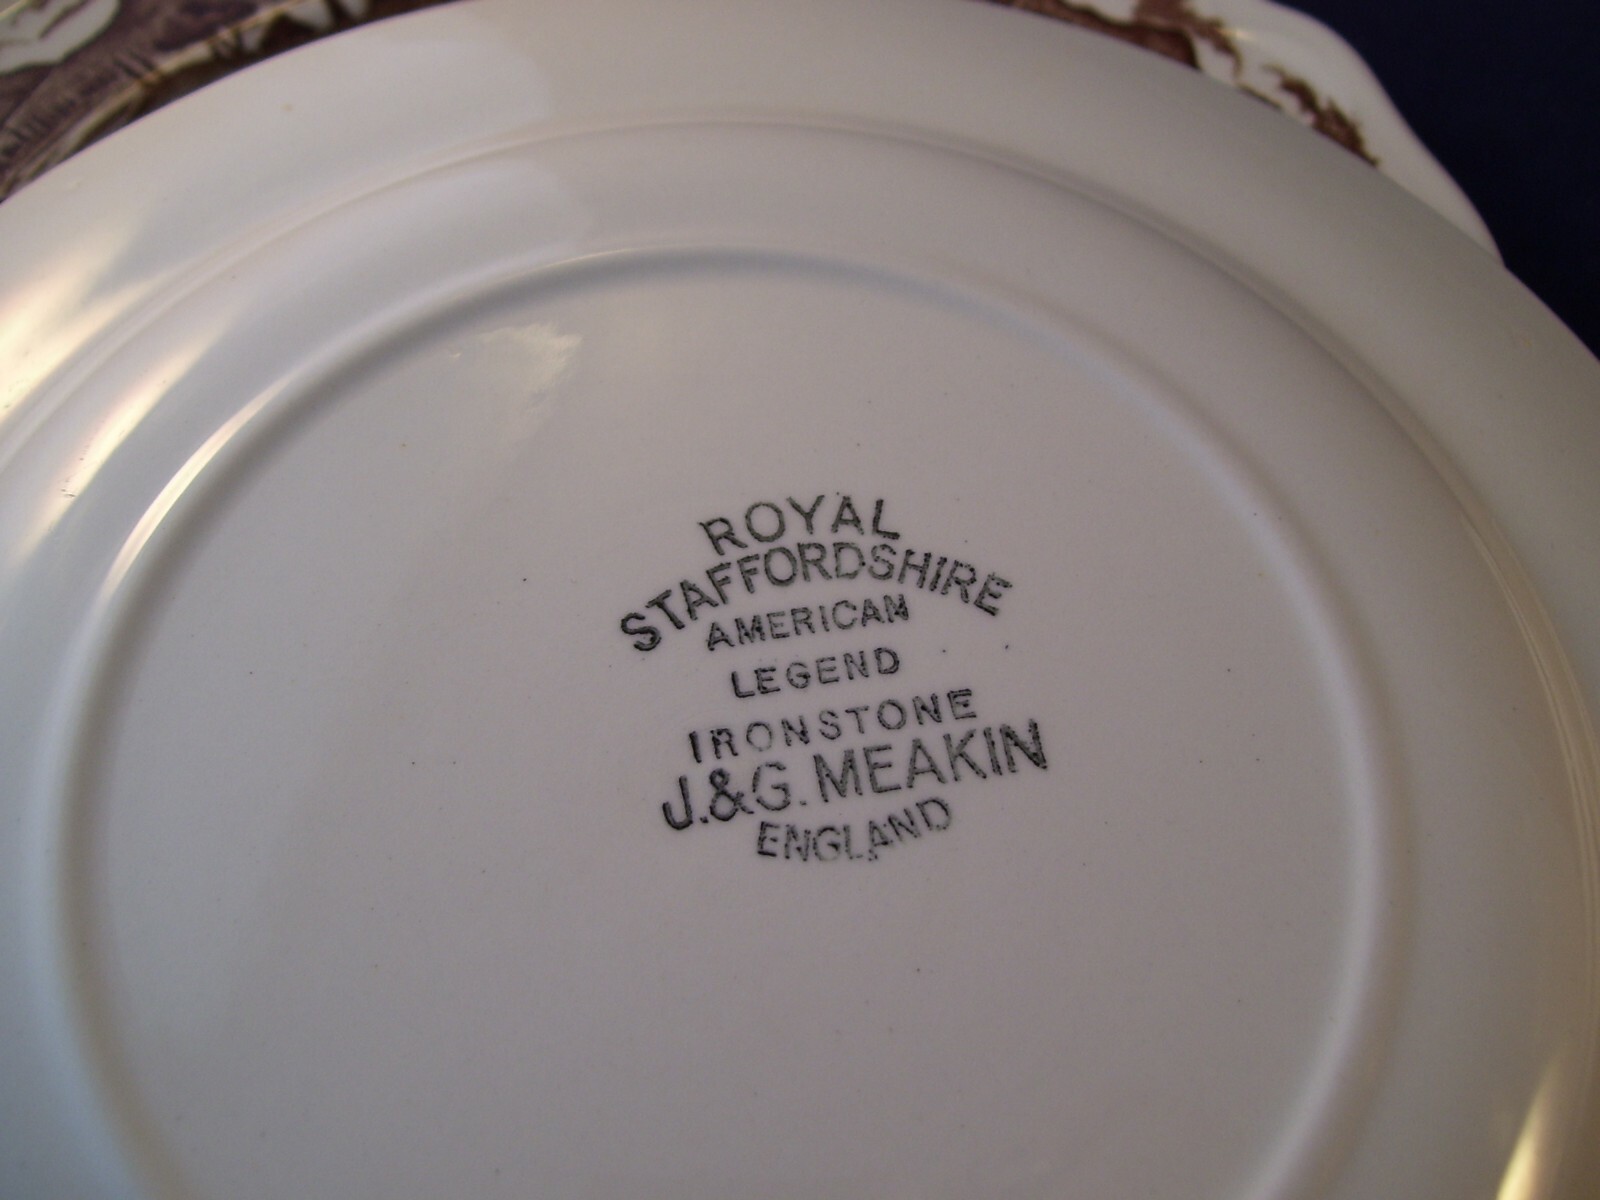 ROYAL
STAFFORDSHIRE
AMERICAN
LEGEND
IRONSTONE
J.&G. MEAKIN
ENGLAND